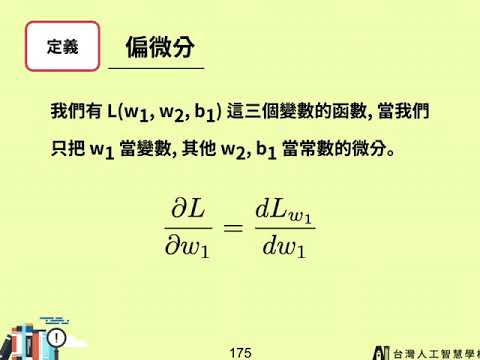 定義
偏微分
我們有 L(w1, w2, b1) 這三個變數的函數, 當我們
只把 w1 當變數, 其他 w2, b1 當常數的微分。
∂L/∂w1 = dLw1/dw1
175
台灣人工智慧學校